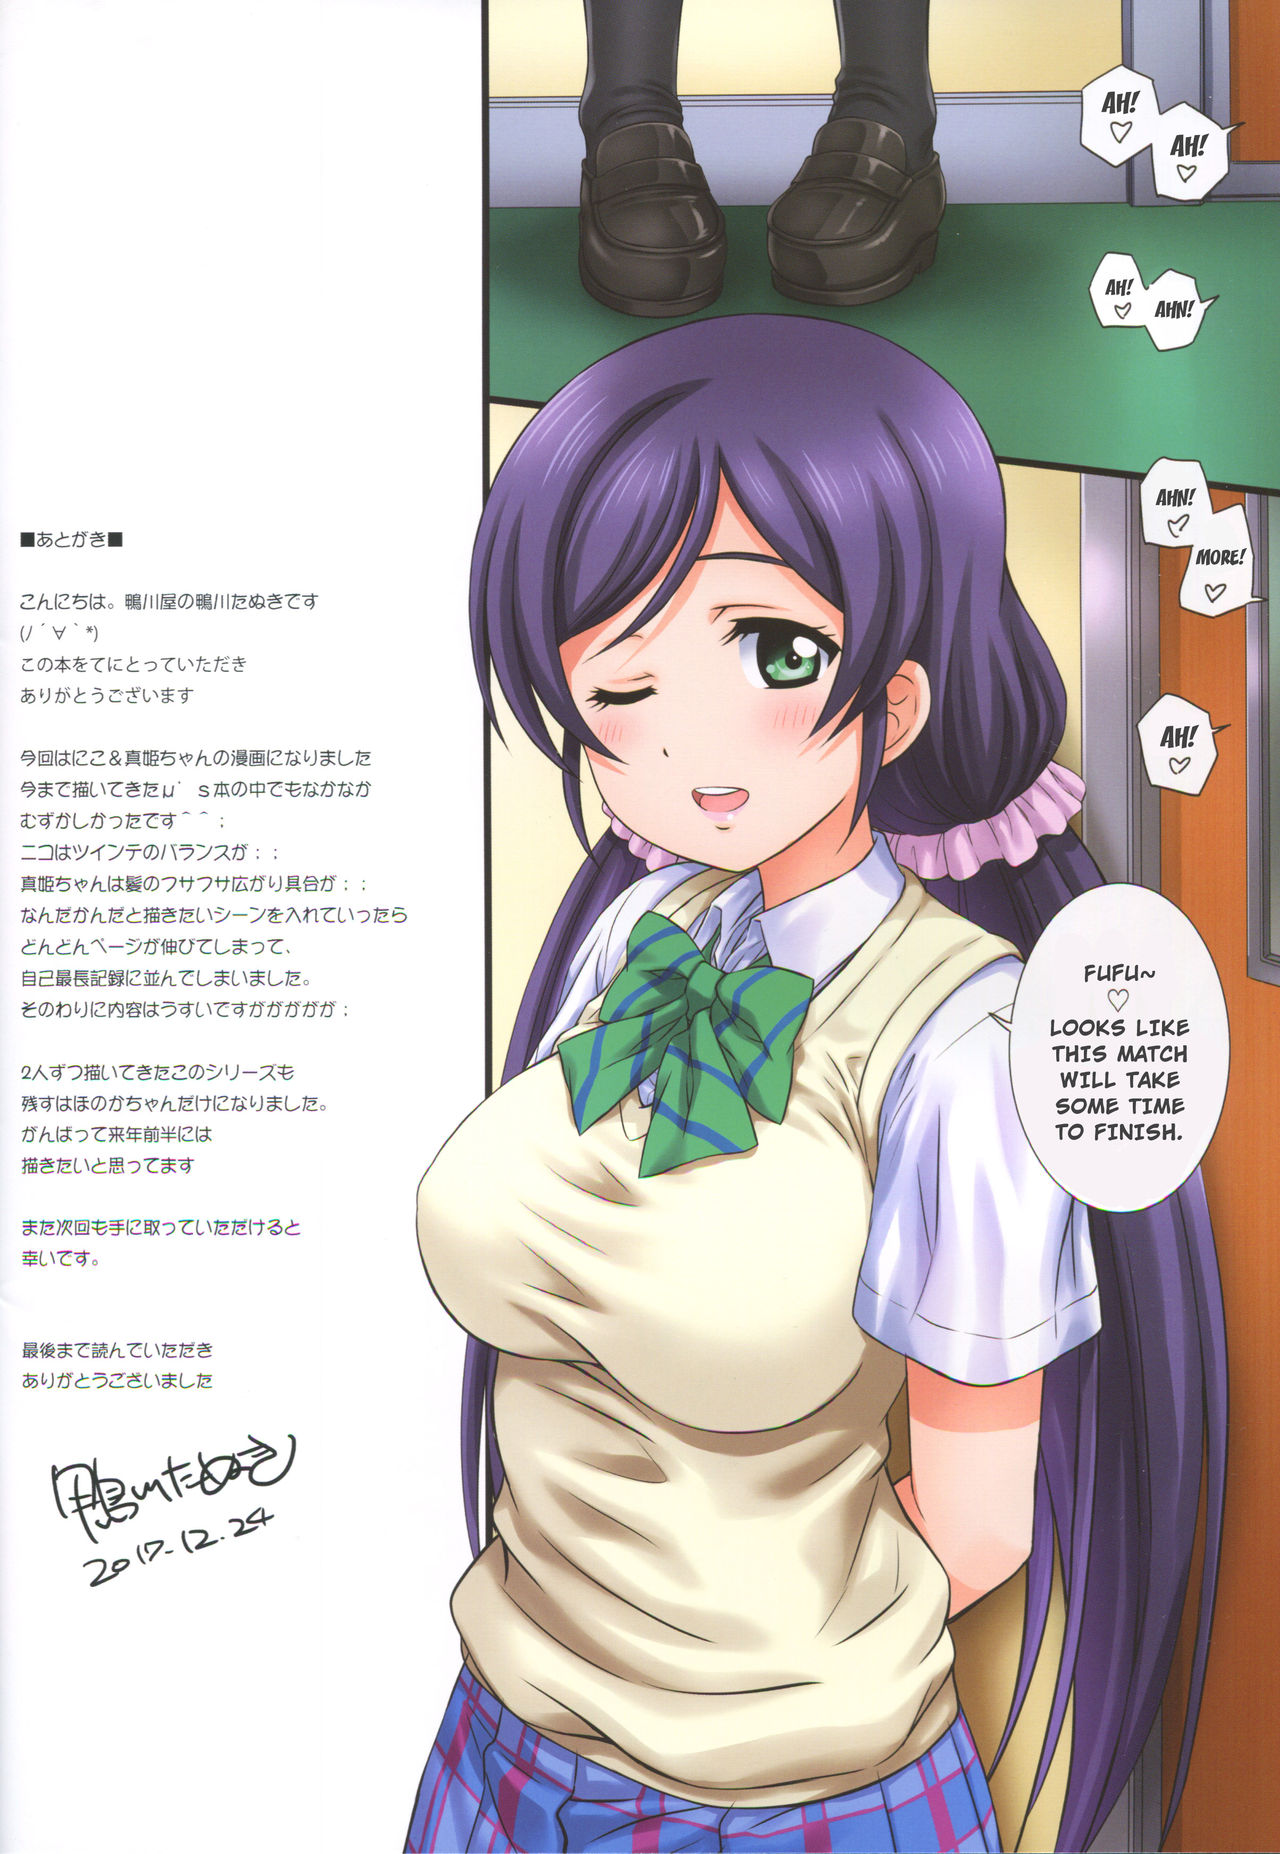 AH!
AH!
AH!
AHN!
AHN!
MORE!
AH!
FUFU~
LOOKS LIKE
THIS MATCH
WILL TAKE
SOME TIME
TO FINISH.
■あとがき■
こんにちは。鴨川屋の鴨川たぬきです
(ﾉ´∀｀*)
この本をてにとっていただき
ありがとうございます
今回はにこ＆真姫ちゃんの漫画になりました
今まで描いてきたμ’ｓ本の中でもなかなか
むずかしかったです＾＾；
ニコはツインテのバランスが；；
真姫ちゃんは髪のフサフサ広がり具合が；；
なんだかんだと描きたいシーンを入れていったら
どんどんページが伸びてしまって、
自己最長記録に並んでしまいました。
そのわりに内容はうすいですがががががが；
2人ずつ描いてきたこのシリーズも
残すはほのかちゃんだけになりました。
がんばって来年前半には
描きたいと思ってます
また次回も手に取っていただけると
幸いです。
最後まで読んでいただき
ありがとうございました
鴨川たぬき
2017.12.24